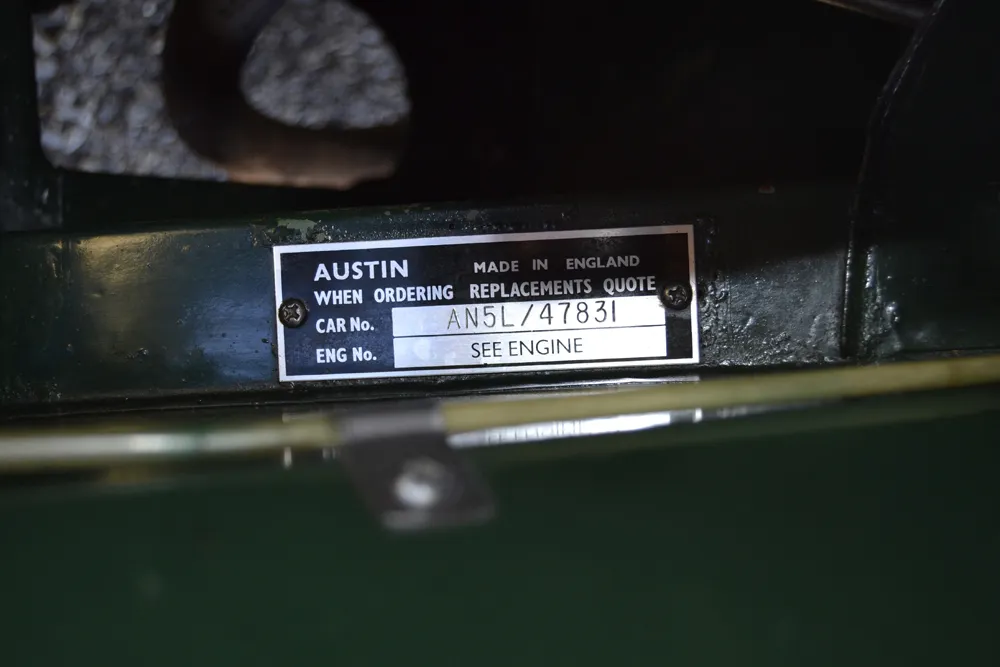 AUSTIN MADE IN ENGLAND
WHEN ORDERING REPLACEMENTS QUOTE
CAR No. AN5L/47831
ENG No. SEE ENGINE